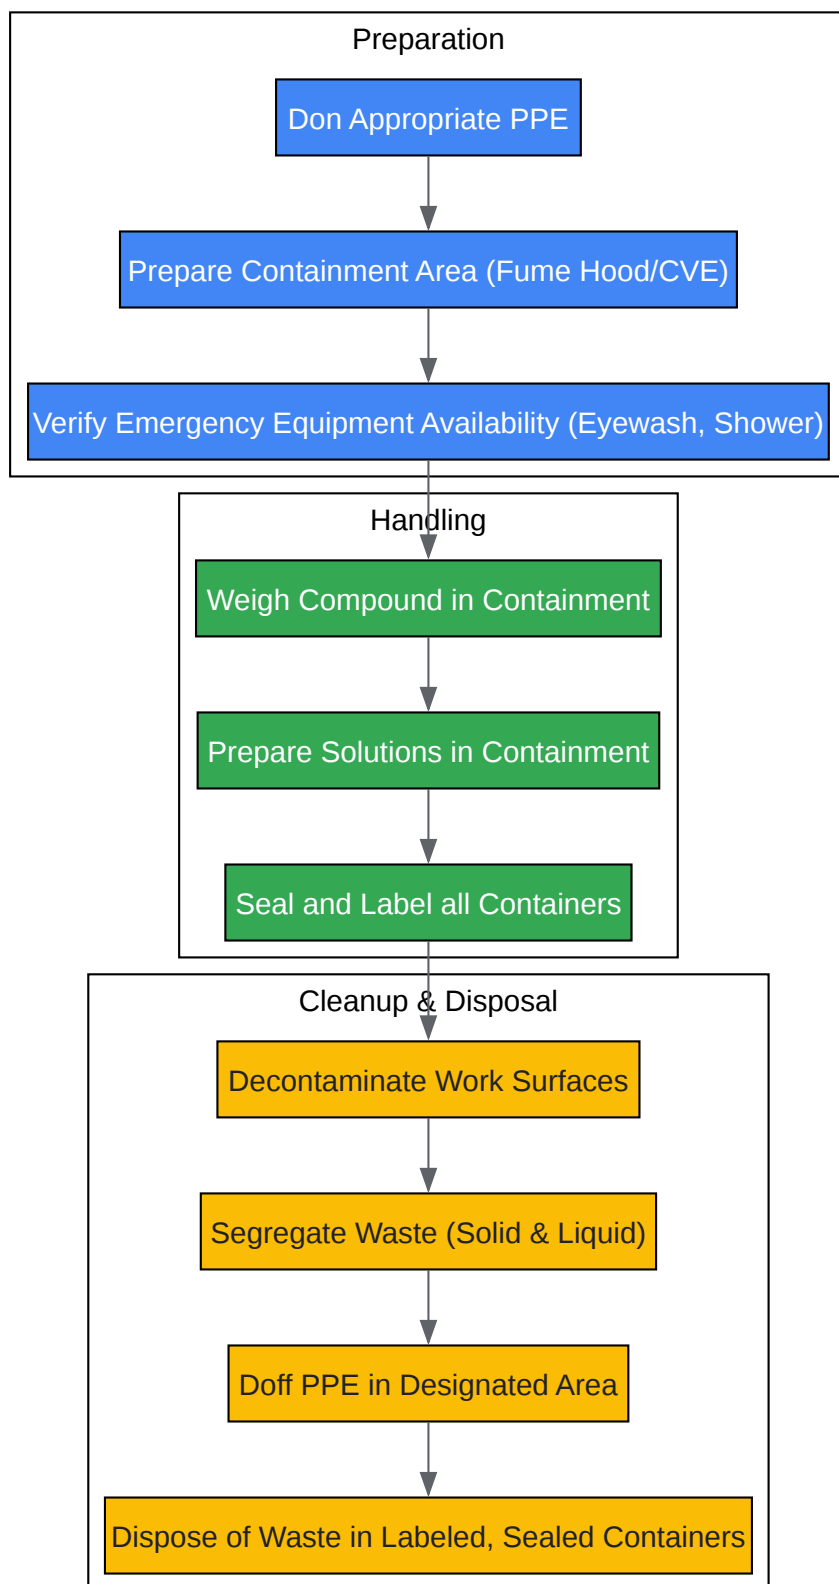 Preparation
Don Appropriate PPE
Prepare Containment Area (Fume Hood/CVE)
Verify Emergency Equipment Availability (Eyewash, Shower)
Handling
Weigh Compound in Containment
Prepare Solutions in Containment
Seal and Label all Containers
Cleanup & Disposal
Decontaminate Work Surfaces
Segregate Waste (Solid & Liquid)
Doff PPE in Designated Area
Dispose of Waste in Labeled, Sealed Containers